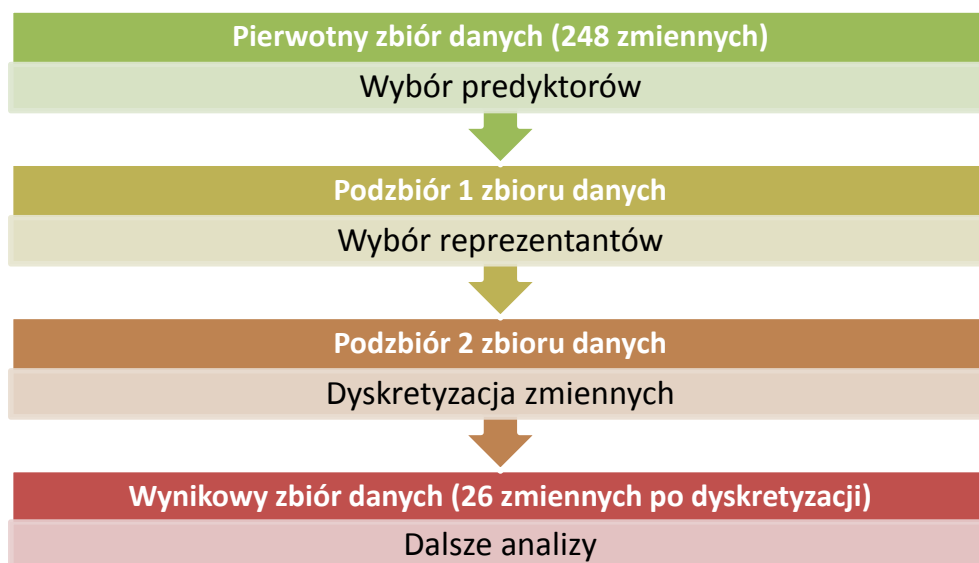 Pierwotny zbiór danych (248 zmiennych)
Wybór predyktorów
Podzbiór 1 zbioru danych
Wybór reprezentantów
Podzbiór 2 zbioru danych
Dyskretyzacja zmiennych
Wynikowy zbiór danych (26 zmiennych po dyskretyzacji)
Dalsze analizy